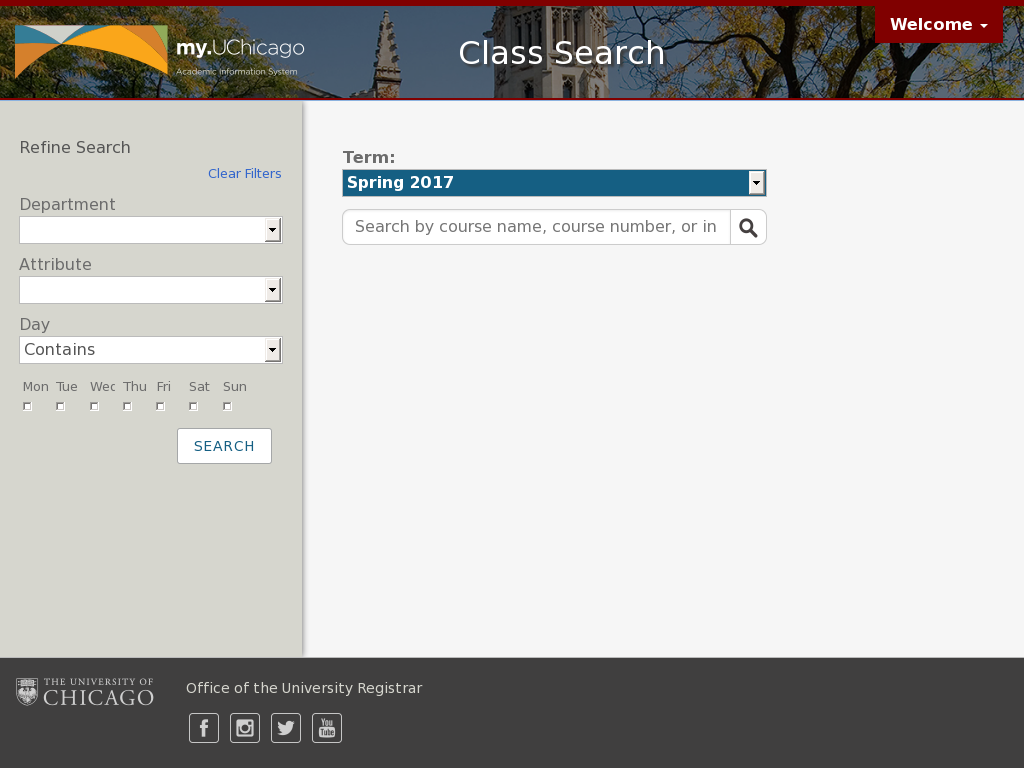 my.UChicago
Academic Information System
Class Search
Welcome
Refine Search
Clear Filters
Department
Attribute
Day
Contains
Mon Tue Wec Thu Fri Sat Sun
SEARCH
Term:
Spring 2017
Search by course name, course number, or in
THE UNIVERSITY OF
CHICAGO
Office of the University Registrar
You
Tube